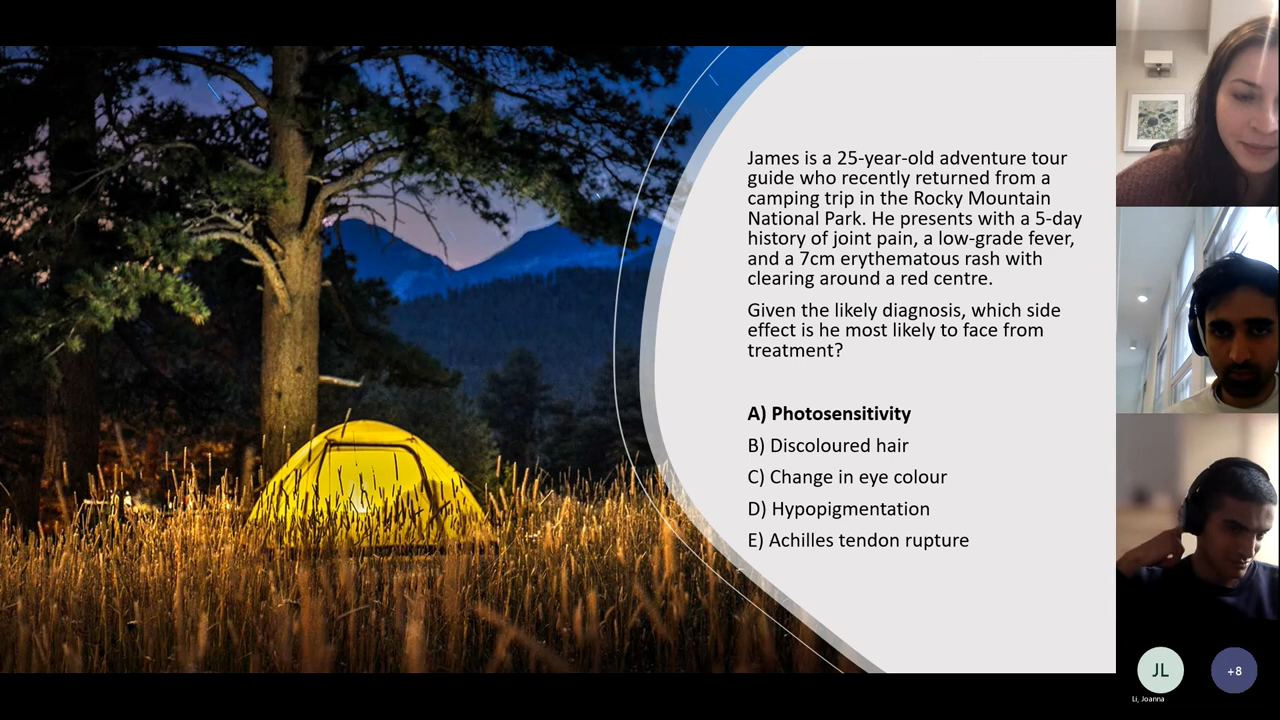 James is a 25-year-old adventure tour
guide who recently returned from a
camping trip in the Rocky Mountain
National Park. He presents with a 5-day
history of joint pain, a low-grade fever,
and a 7cm erythematous rash with
clearing around a red centre.
Given the likely diagnosis, which side
effect is he most likely to face from
treatment?
A) Photosensitivity
B) Discoloured hair
C) Change in eye colour
D) Hypopigmentation
E) Achilles tendon rupture
JL
+8
Li, Joanna